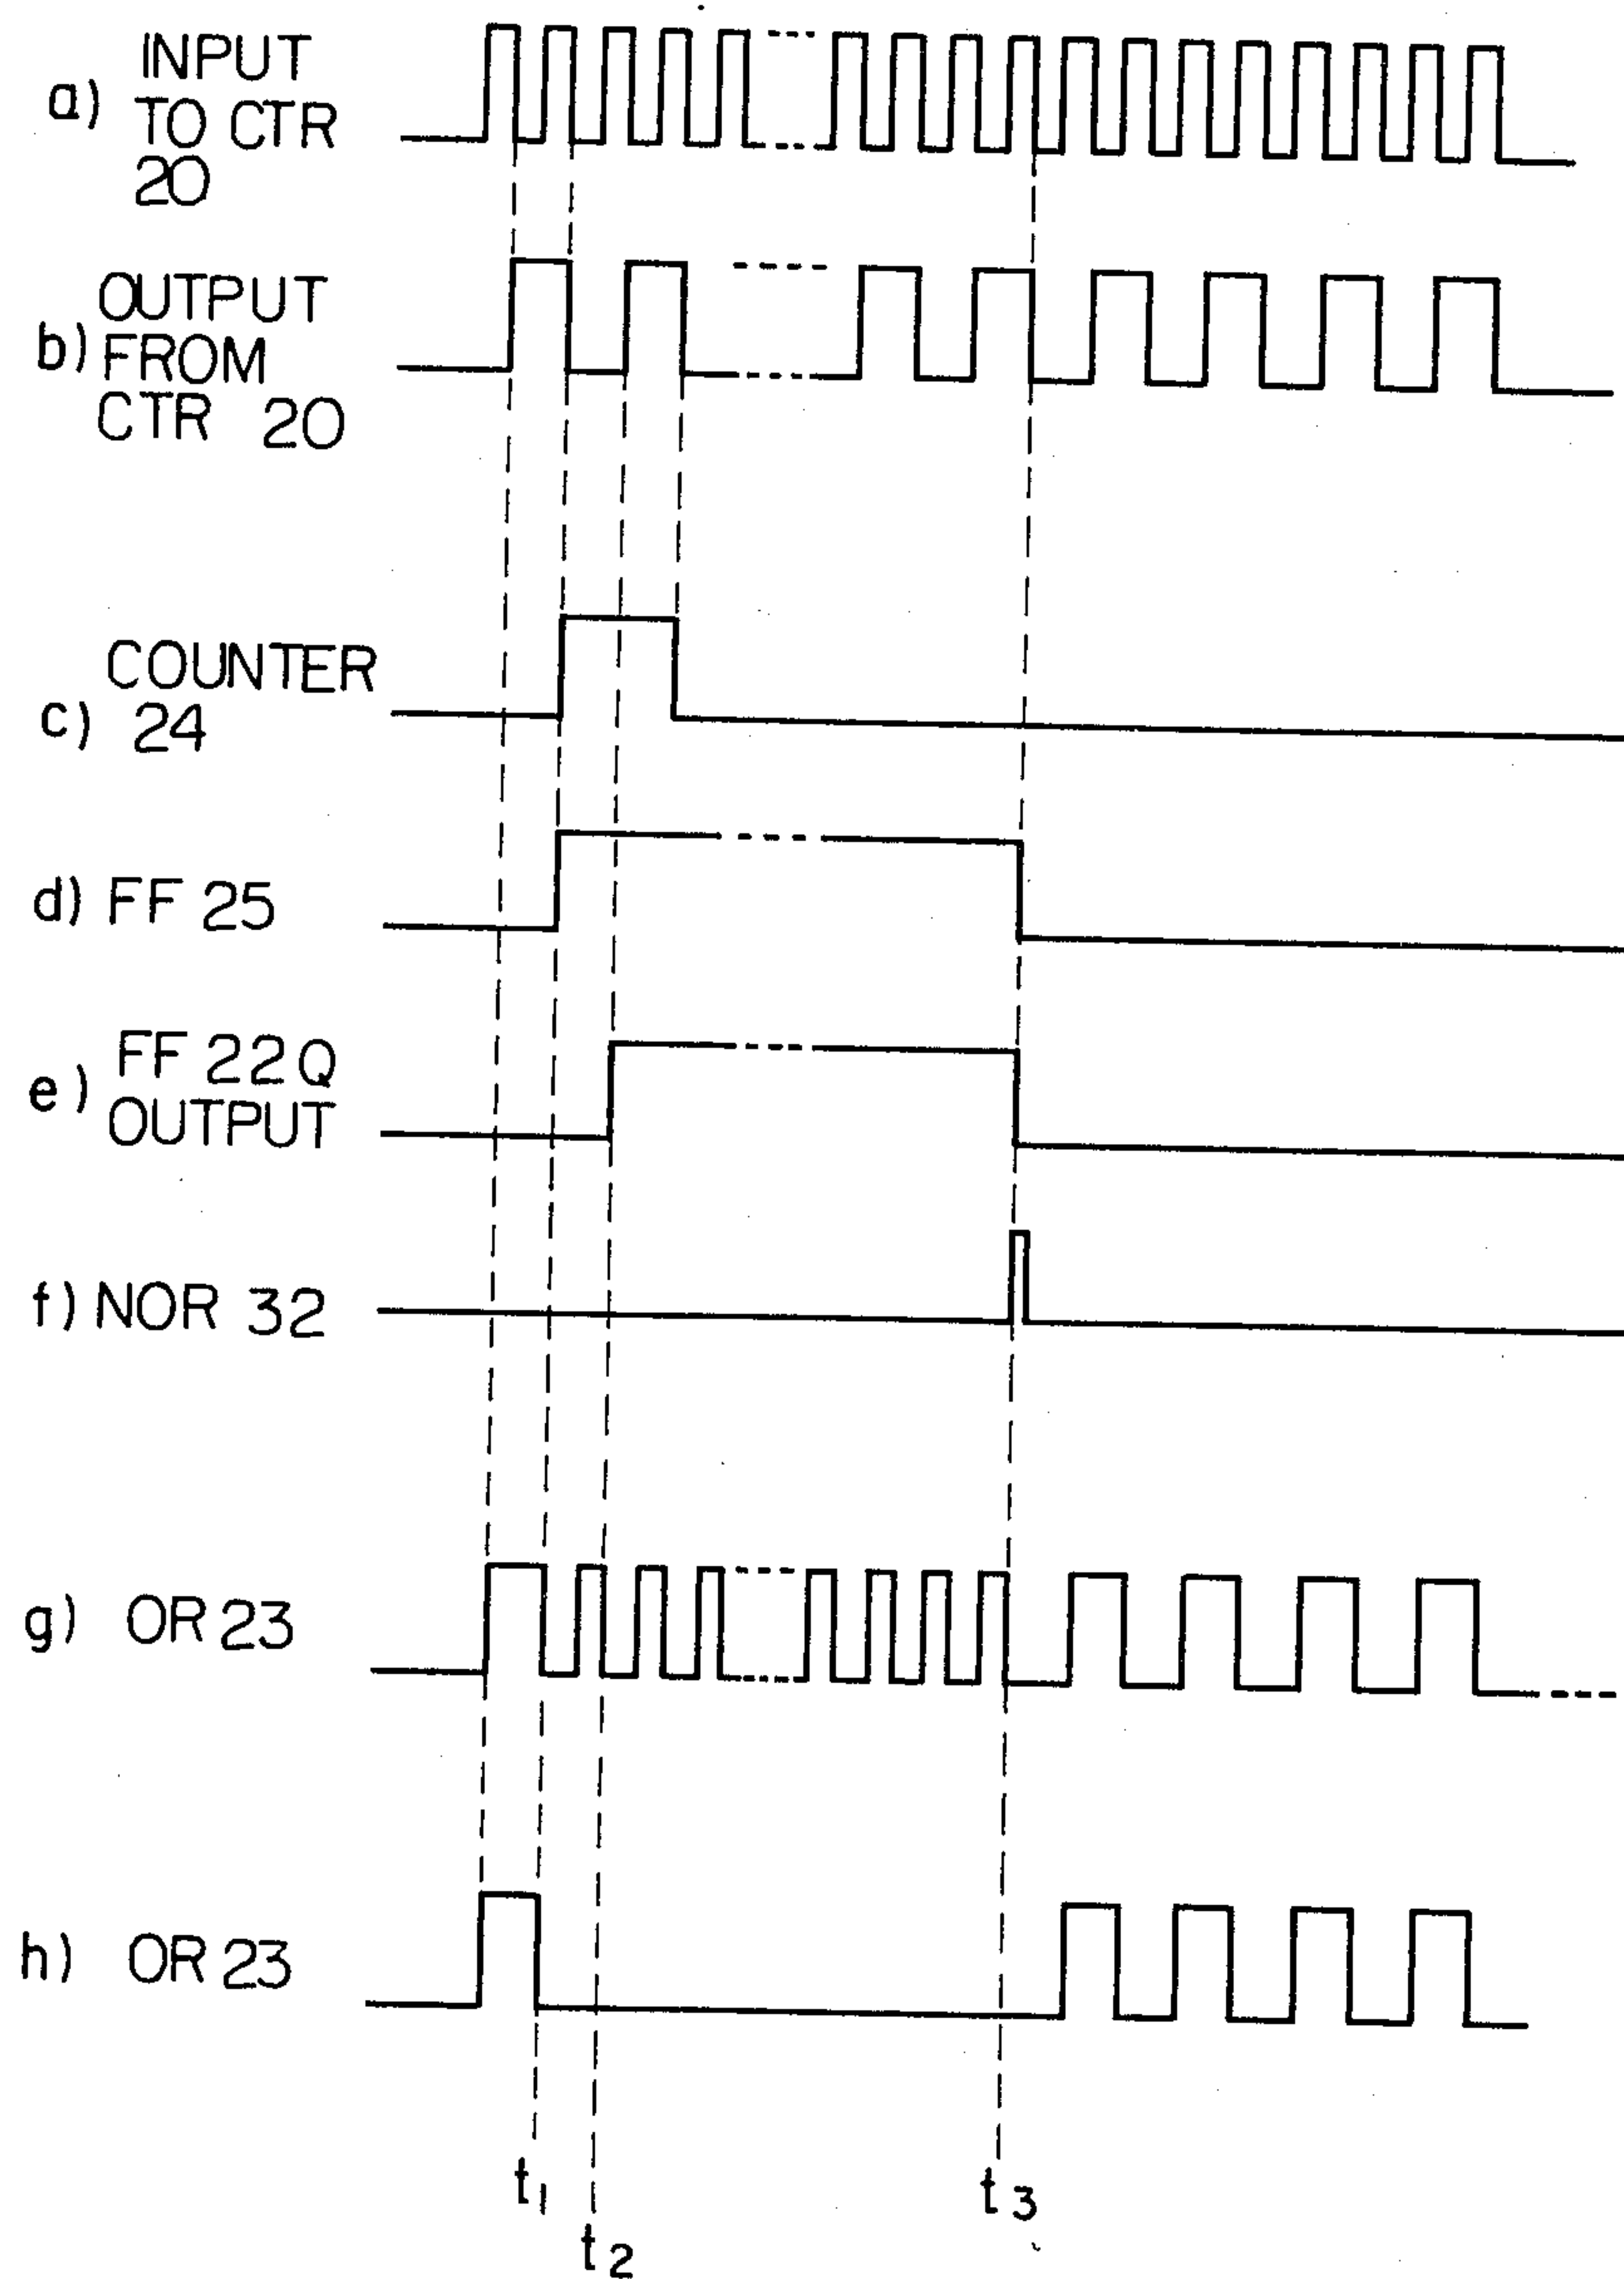 INPUT
a) TO CTR
20
OUTPUT
b) FROM
CTR 20
COUNTER
c) 24
d) FF 25
FF 22Q
e) OUTPUT
f) NOR 32
g) OR 23
h) OR 23
t1
t3
t2